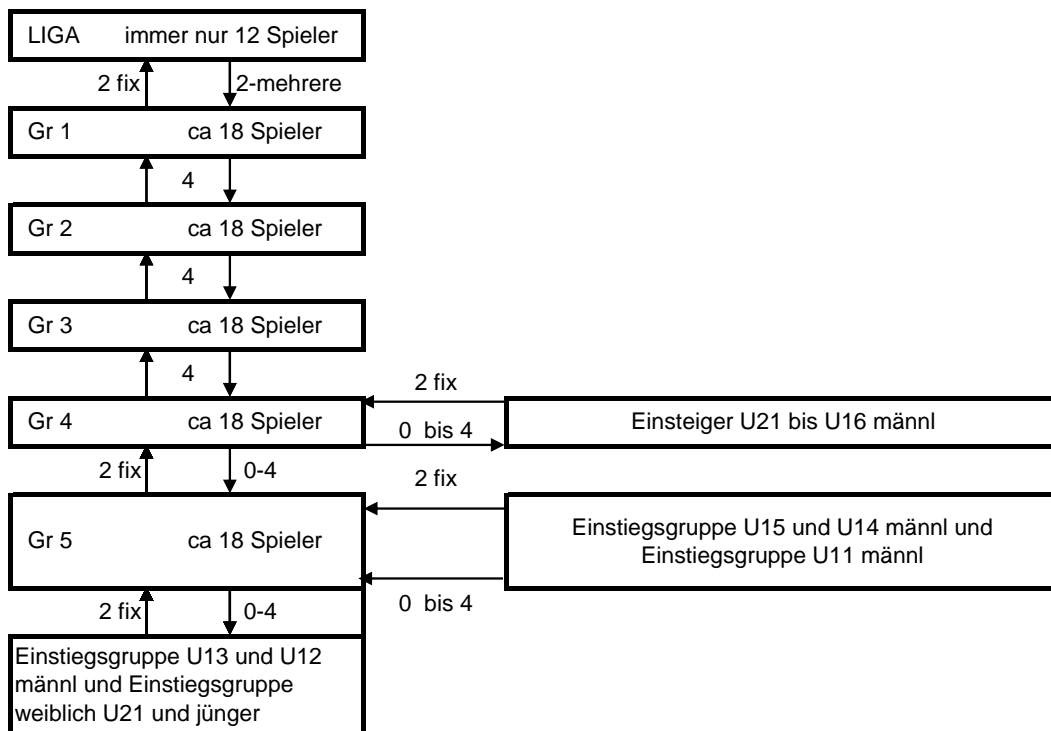 LIGA immer nur 12 Spieler
2 fix 2-mehrere
Gr 1 ca 18 Spieler
4
Gr 2 ca 18 Spieler
4
Gr 3 ca 18 Spieler
4
2 fix
Gr 4 ca 18 Spieler
Einsteiger U21 bis U16 männl
0 bis 4
2 fix 0-4
2 fix
Gr 5 ca 18 Spieler
Einstiegsgruppe U15 und U14 männl und
Einstiegsgruppe U11 männl
0 bis 4
2 fix 0-4
Einstiegsgruppe U13 und U12
männl und Einstiegsgruppe
weiblich U21 und jünger